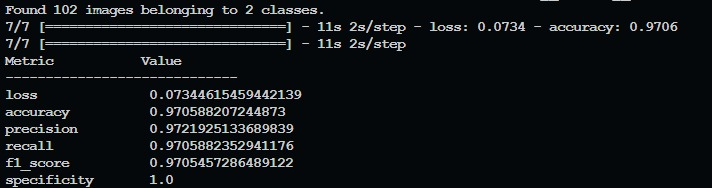 Found 102 images belonging to 2 classes.
7/7 [==============================] - 11s 2s/step - loss: 0.0734 - accuracy: 0.9706
7/7 [==============================] - 11s 2s/step
Metric          Value
------------------------------
loss            0.07344615459442139
accuracy        0.970588207244873
precision       0.9721925133689839
recall          0.9705882352941176
f1_score        0.9705457286489122
specificity     1.0